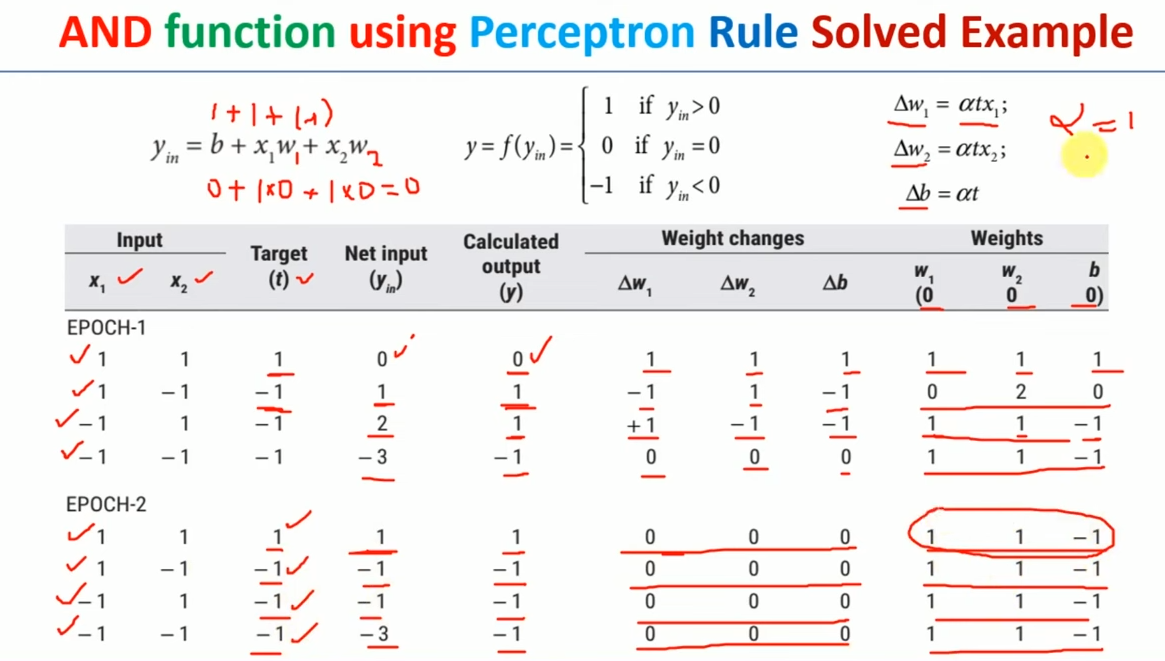 AND function using Perceptron Rule Solved Example
1 + 1 + (-1)
y_in = b + x₁w₁ + x₂w₂
0 + 1×0 + 1×0 = 0
y = f(y_in) = { 1 if y_in > 0
0 if y_in = 0
−1 if y_in < 0
Δw₁ = αtx₁;
Δw₂ = αtx₂;
Δb = αt
α = 1
Input Target (t) Net input (y_in) Calculated output (y) Weight changes Weights
x₁ x₂ Δw₁ Δw₂ Δb w₁ w₂ b
(0 0 0)
EPOCH-1
1 1 1 0 0 1 1 1 1 1 1
1 −1 −1 1 1 −1 1 −1 0 2 0
−1 1 −1 2 1 +1 −1 −1 1 1 −1
−1 −1 −1 −3 −1 0 0 0 1 1 −1
EPOCH-2
1 1 1 1 1 0 0 0 1 1 −1
1 −1 −1 −1 −1 0 0 0 1 1 −1
−1 1 −1 −1 −1 0 0 0 1 1 −1
−1 −1 −1 −3 −1 0 0 0 1 1 −1